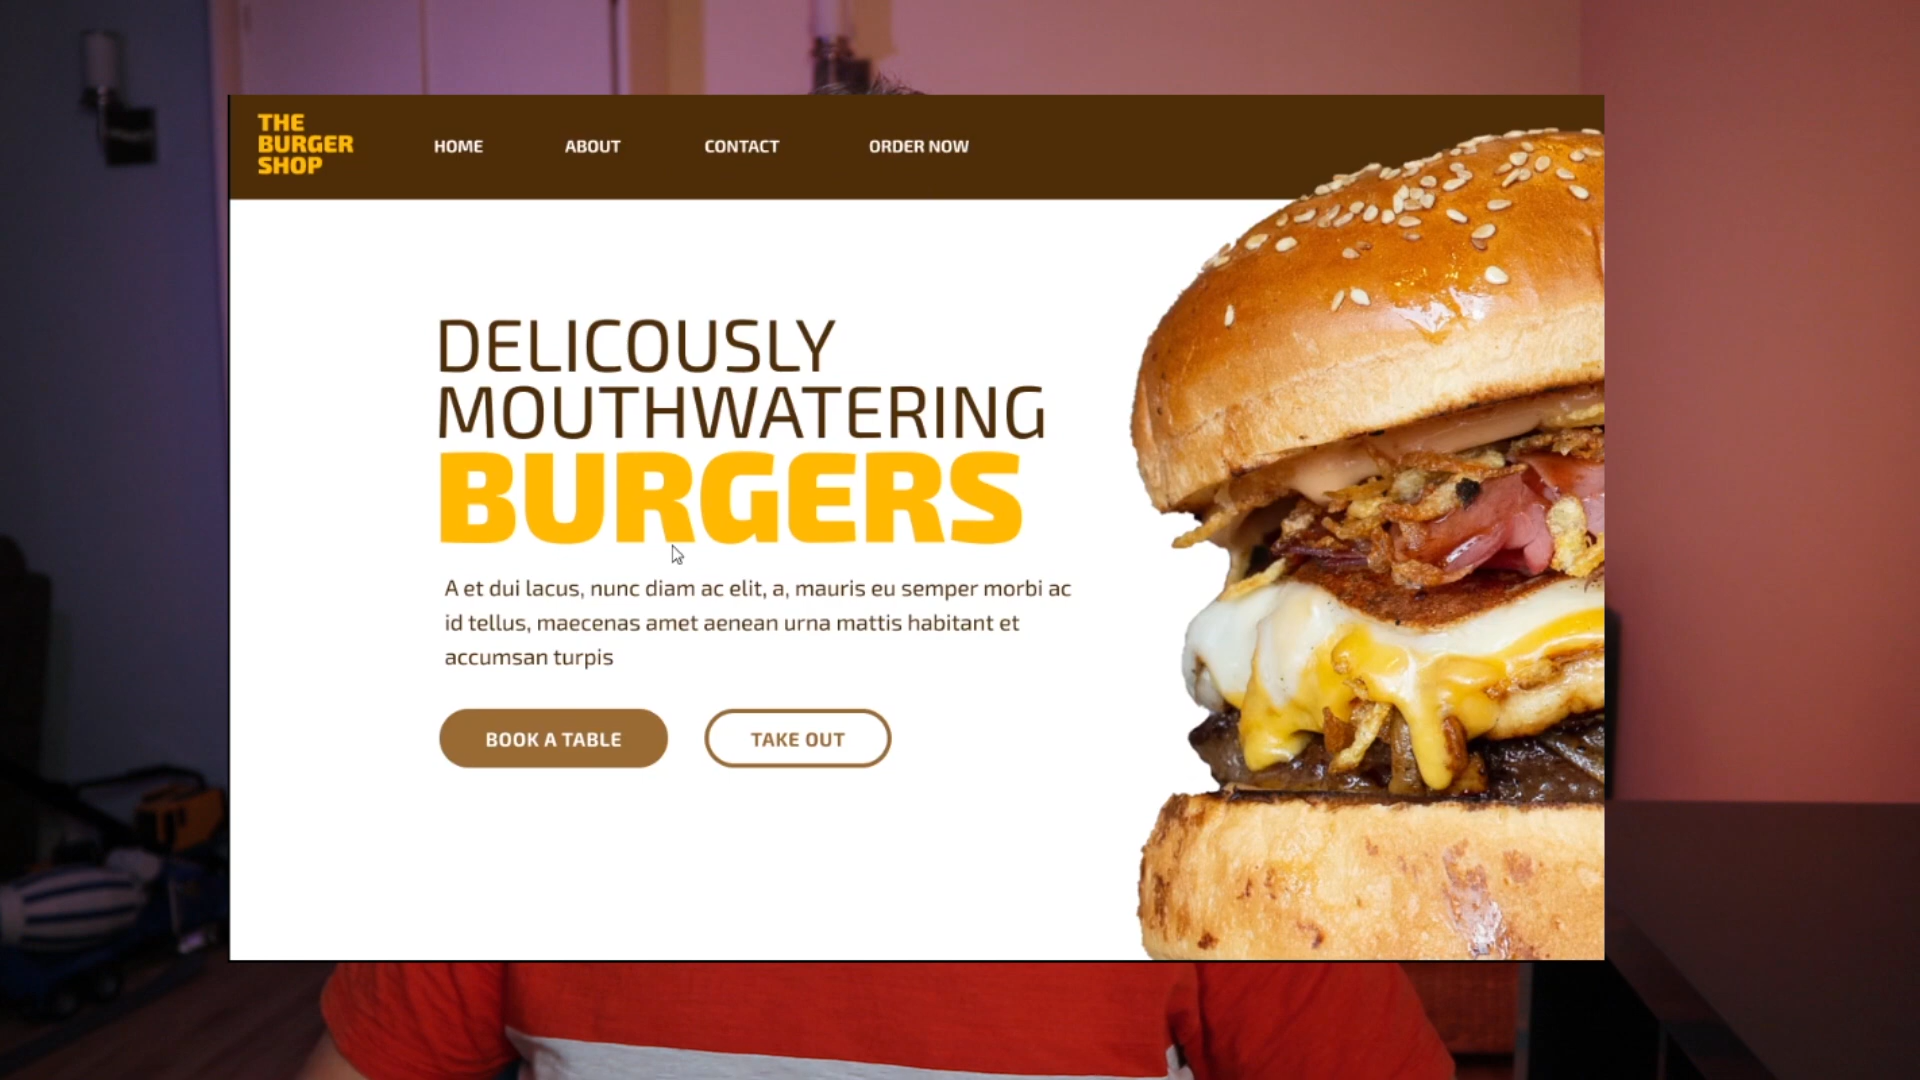 THE
BURGER
SHOP
HOME
ABOUT
CONTACT
ORDER NOW
DELICOUSLY
MOUTHWATERING
BURGERS
A et dui lacus, nunc diam ac elit, a, mauris eu semper morbi ac
id tellus, maecenas amet aenean urna mattis habitant et
accumsan turpis
BOOK A TABLE
TAKE OUT